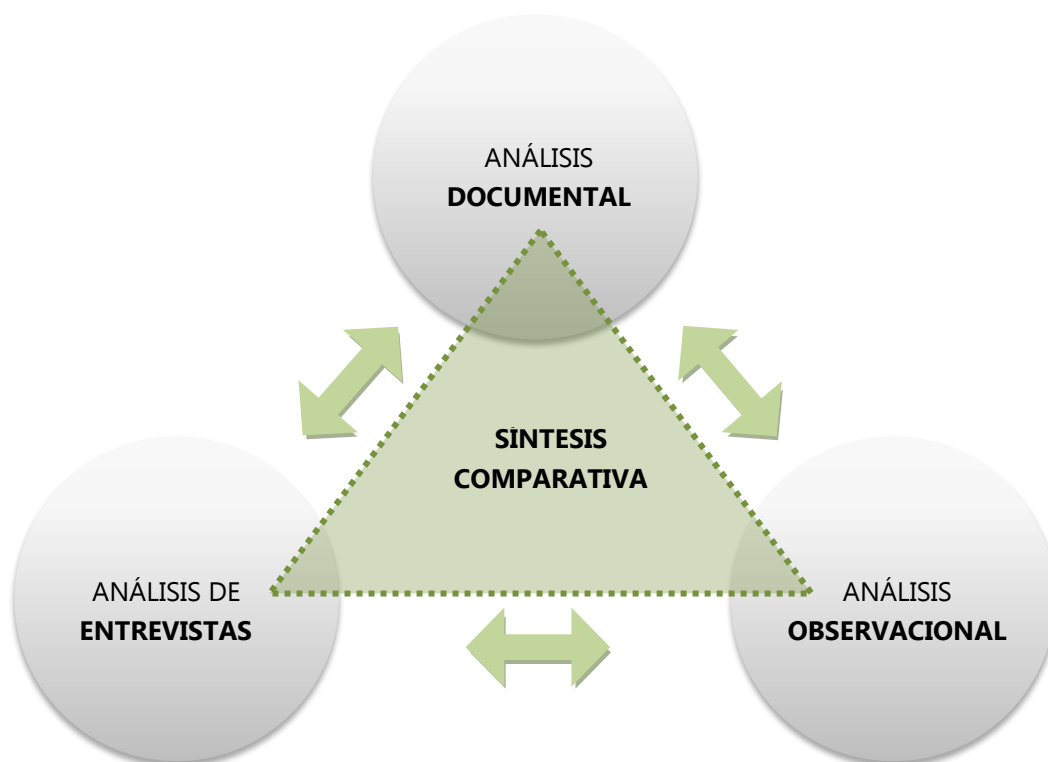 ANÁLISIS
DOCUMENTAL
SÍNTESIS
COMPARATIVA
ANÁLISIS DE
ENTREVISTAS
ANÁLISIS
OBSERVACIONAL